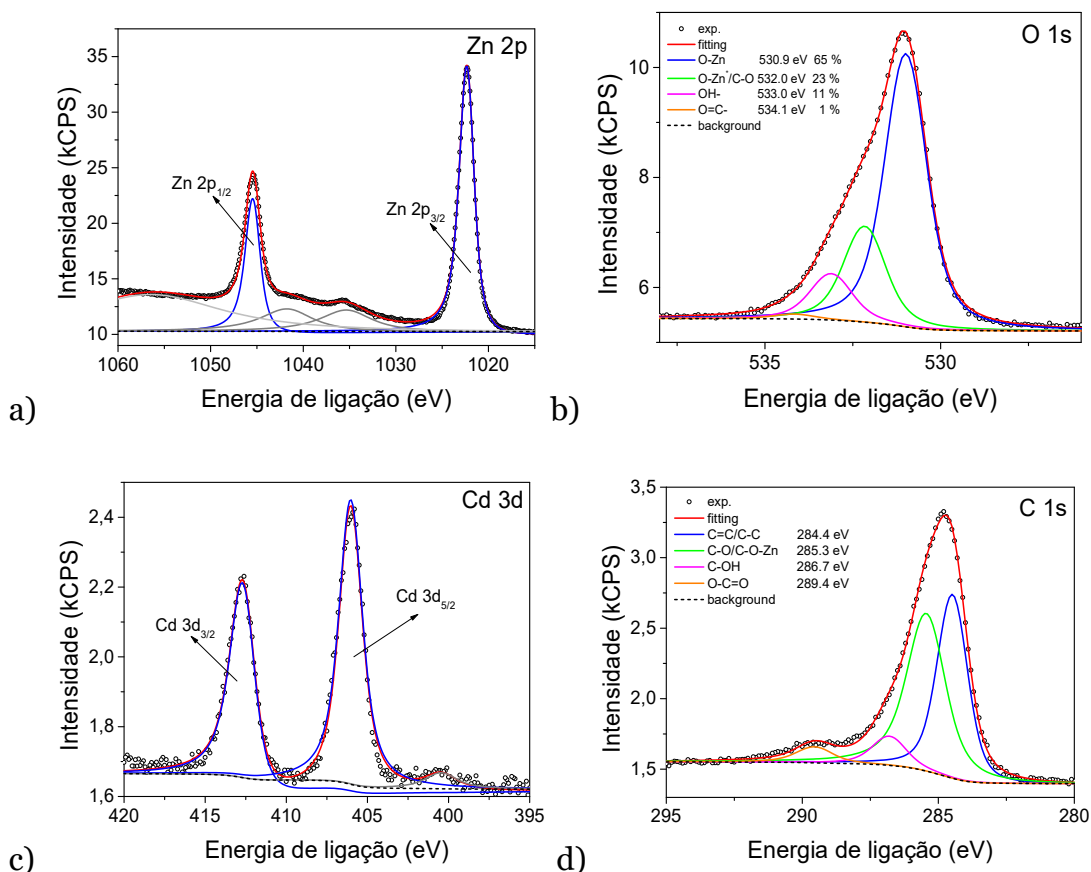 Zn 2p
Intensidade (kCPS)
35
30
25
20
15
10
Zn 2p1/2
Zn 2p3/2
1060 1050 1040 1030 1020
Energia de ligação (eV)
a)
O 1s
Intensidade (kCPS)
10
8
6
exp.
fitting
O-Zn 530.9 eV 65 %
O-Zn*/C-O 532.0 eV 23 %
OH- 533.0 eV 11 %
O=C- 534.1 eV 1 %
background
535 530
Energia de ligação (eV)
b)
Cd 3d
Intensidade (kCPS)
2,4
2,2
2,0
1,8
1,6
Cd 3d3/2
Cd 3d5/2
420 415 410 405 400 395
Energia de ligação (eV)
c)
C 1s
Intensidade (kCPS)
3,5
3,0
2,5
2,0
1,5
exp.
fitting
C=C/C-C 284.4 eV
C-O/C-O-Zn 285.3 eV
C-OH 286.7 eV
O-C=O 289.4 eV
background
295 290 285 280
Energia de ligação (eV)
d)